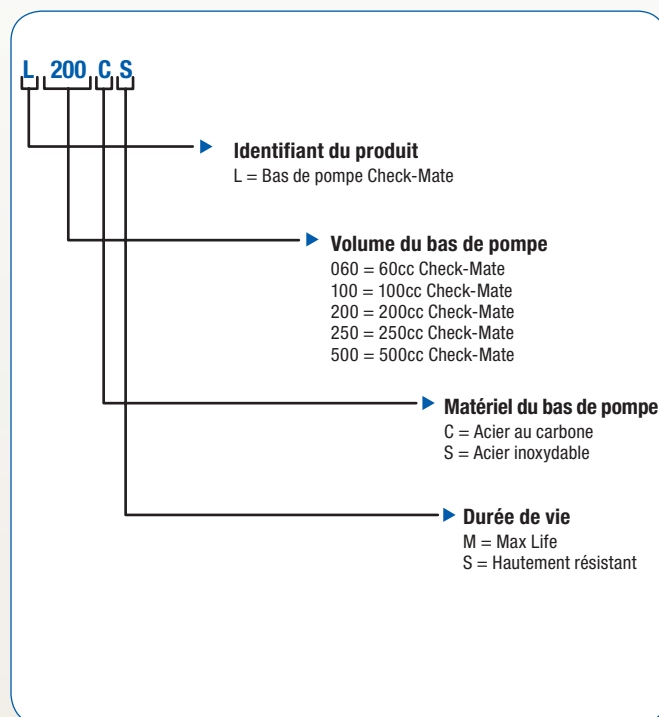 L 200 C S
Identifiant du produit
L = Bas de pompe Check-Mate
Volume du bas de pompe
060 = 60cc Check-Mate
100 = 100cc Check-Mate
200 = 200cc Check-Mate
250 = 250cc Check-Mate
500 = 500cc Check-Mate
Matériel du bas de pompe
C = Acier au carbone
S = Acier inoxydable
Durée de vie
M = Max Life
S = Hautement résistant